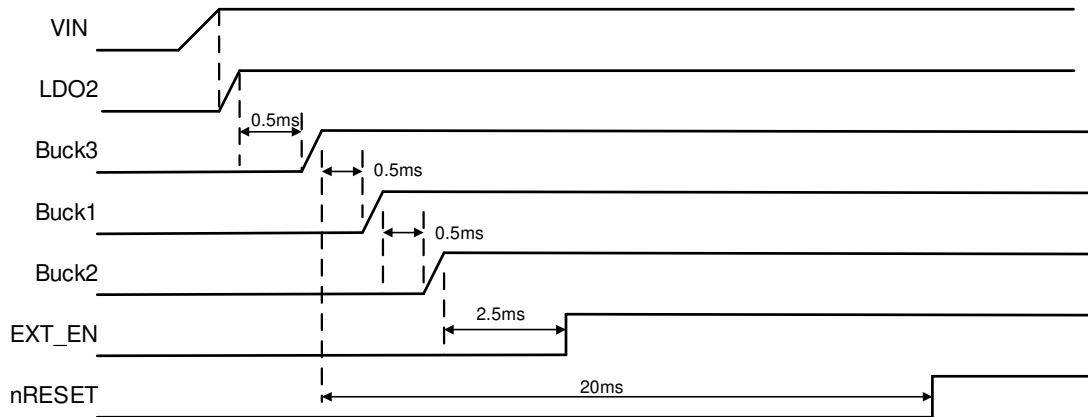 VIN
LDO2
0.5ms
Buck3
0.5ms
Buck1
0.5ms
Buck2
2.5ms
EXT_EN
20ms
nRESET